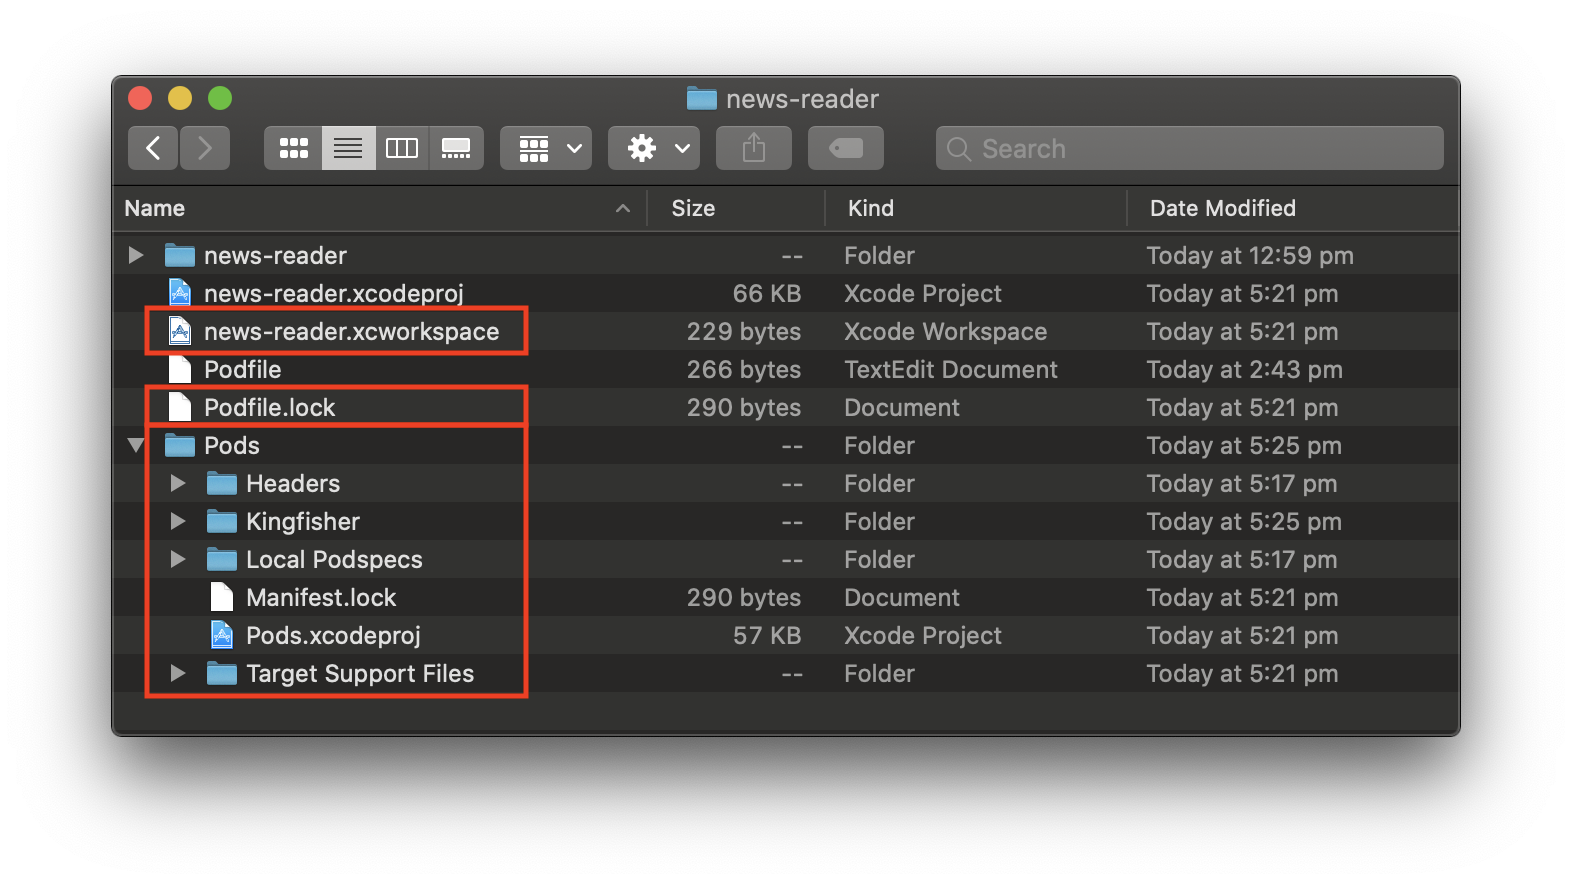 news-reader
Search
Name Size Kind Date Modified
news-reader -- Folder Today at 12:59 pm
news-reader.xcodeproj 66 KB Xcode Project Today at 5:21 pm
news-reader.xcworkspace 229 bytes Xcode Workspace Today at 5:21 pm
Podfile 266 bytes TextEdit Document Today at 2:43 pm
Podfile.lock 290 bytes Document Today at 5:21 pm
Pods -- Folder Today at 5:25 pm
Headers -- Folder Today at 5:17 pm
Kingfisher -- Folder Today at 5:25 pm
Local Podspecs -- Folder Today at 5:17 pm
Manifest.lock 290 bytes Document Today at 5:21 pm
Pods.xcodeproj 57 KB Xcode Project Today at 5:21 pm
Target Support Files -- Folder Today at 5:21 pm